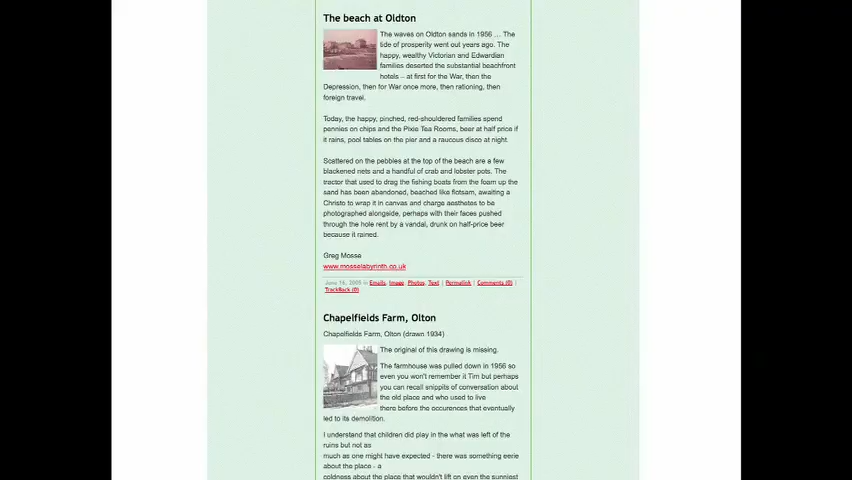 The beach at Oldton
The waves on Oldton sands in 1956 ... The
tide of prosperity went out years ago. The
happy, wealthy Victorian and Edwardian
families deserted the substantial beachfront
hotels – at first for the War, then the
Depression, then for War once more, then rationing, then
foreign travel.
Today, the happy, pinched, red-shouldered families spend
pennies on chips and the Pixie Tea Rooms, beer at half price if
it rains, pool tables on the pier and a raucous disco at night.
Scattered on the pebbles at the top of the beach are a few
blackened nets and a handful of crab and lobster pots. The
tractor that used to drag the fishing boats from the foam up the
sand has been abandoned, beached like flotsam, awaiting a
Christo to wrap it in canvas and charge aesthetes to be
photographed alongside, perhaps with their faces pushed
through the hole rent by a vandal, drunk on half-price beer
because it rained.
Greg Mosse
www.mosselabyrinth.co.uk
June 16, 2005 in Emails, Image, Photos, Text | Permalink | Comments (0) |
TrackBack (0)
Chapelfields Farm, Olton
Chapelfields Farm, Olton (drawn 1934)
The original of this drawing is missing.
The farmhouse was pulled down in 1956 so
even you won't remember it Tim but perhaps
you can recall snippits of conversation about
the old place and who used to live
there before the occurences that eventually
led to its demolition.
I understand that children did play in the what was left of the
ruins but not as
much as one might have expected - there was something eerie
about the place - a
coldness about the place that wouldn't lift on even the sunniest